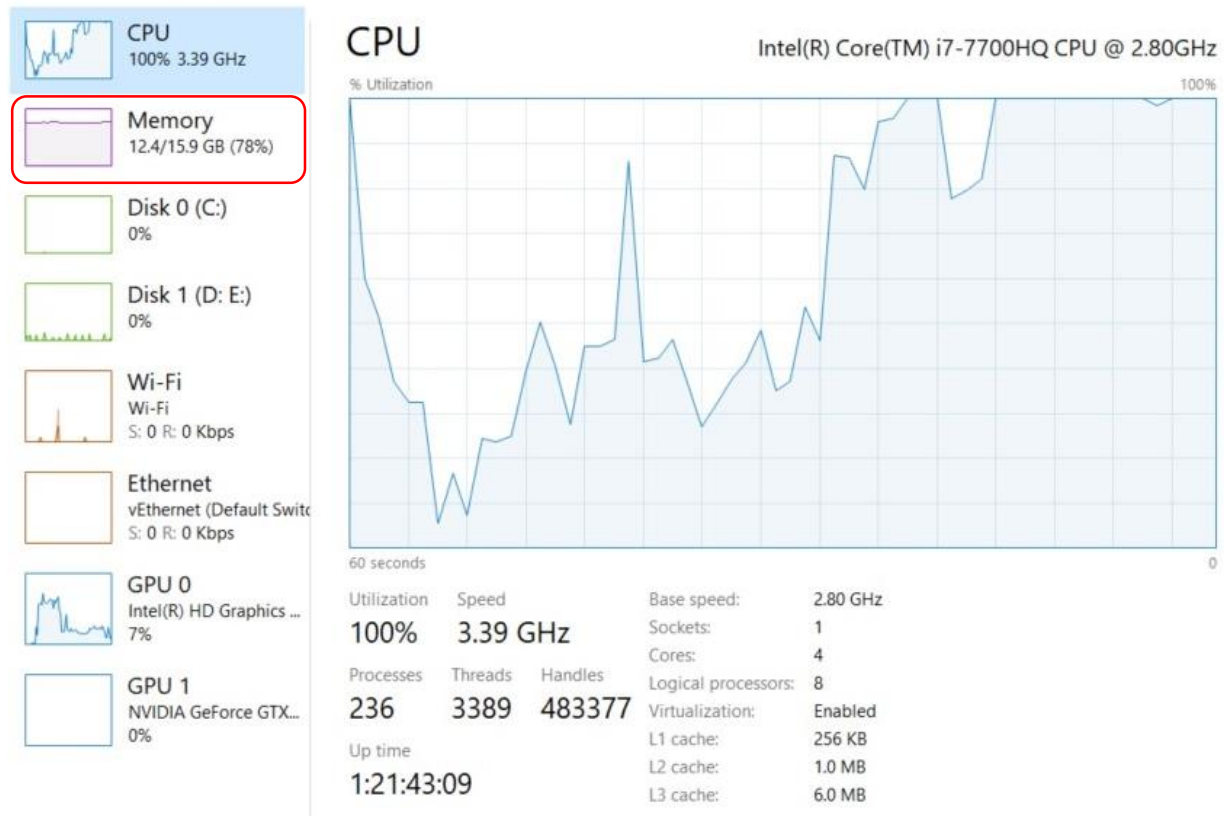 CPU
100% 3.39 GHz
Memory
12.4/15.9 GB (78%)
Disk 0 (C:)
0%
Disk 1 (D: E:)
0%
Wi-Fi
Wi-Fi
S: 0 R: 0 Kbps
Ethernet
vEthernet (Default Switc
S: 0 R: 0 Kbps
GPU 0
Intel(R) HD Graphics ...
7%
GPU 1
NVIDIA GeForce GTX...
0%
CPU
Intel(R) Core(TM) i7-7700HQ CPU @ 2.80GHz
% Utilization 100%
60 seconds 0
Utilization Speed
100% 3.39 GHz
Processes Threads Handles
236 3389 483377
Up time
1:21:43:09
Base speed: 2.80 GHz
Sockets: 1
Cores: 4
Logical processors: 8
Virtualization: Enabled
L1 cache: 256 KB
L2 cache: 1.0 MB
L3 cache: 6.0 MB